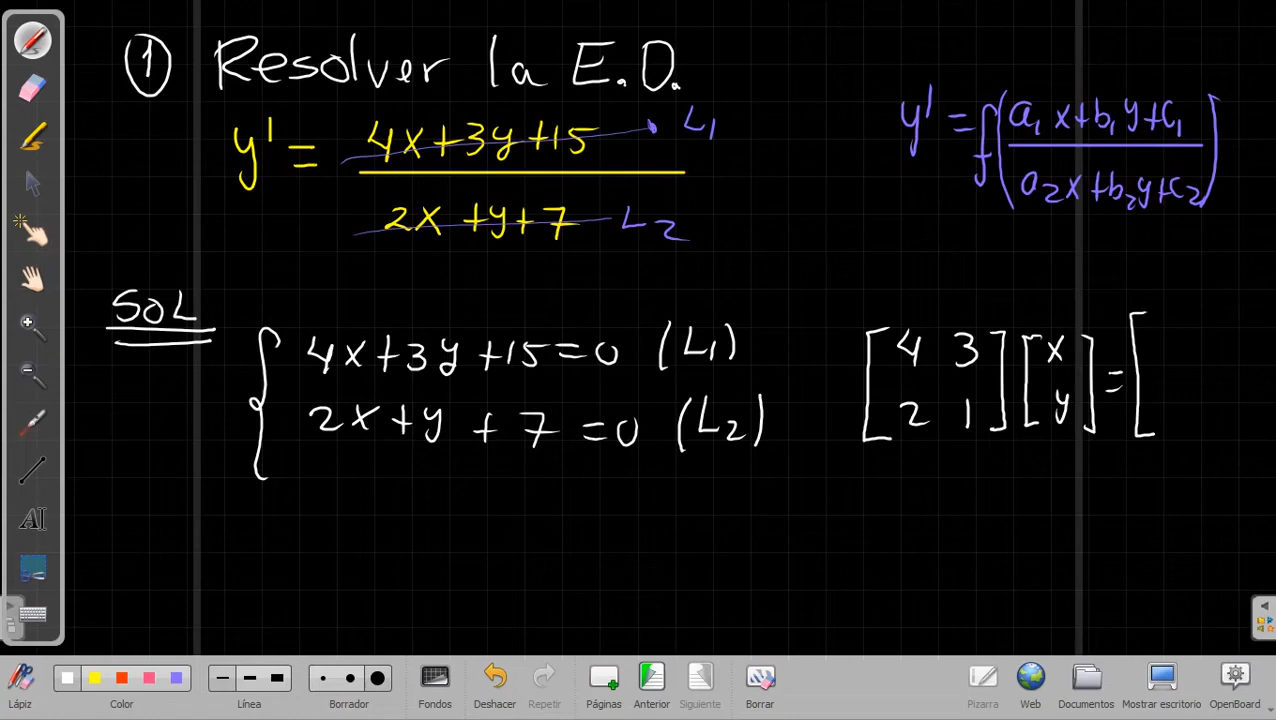 ① Resolver la E.D.
y' = 4x+3y+15 / 2x+y+7
L1
L2
y' = f(a1x+b1y+c1 / a2x+b2y+c2)
SOL
4x+3y+15=0 (L1)
2x+y+7=0 (L2)
[4 3
2 1] [x
y] = [
Lápiz
Color
Línea
Borrador
Fondos
Deshacer
Repetir
Páginas
Anterior
Siguiente
Borrar
Pizarra
Web
Documentos
Mostrar escritorio
OpenBoard
AI